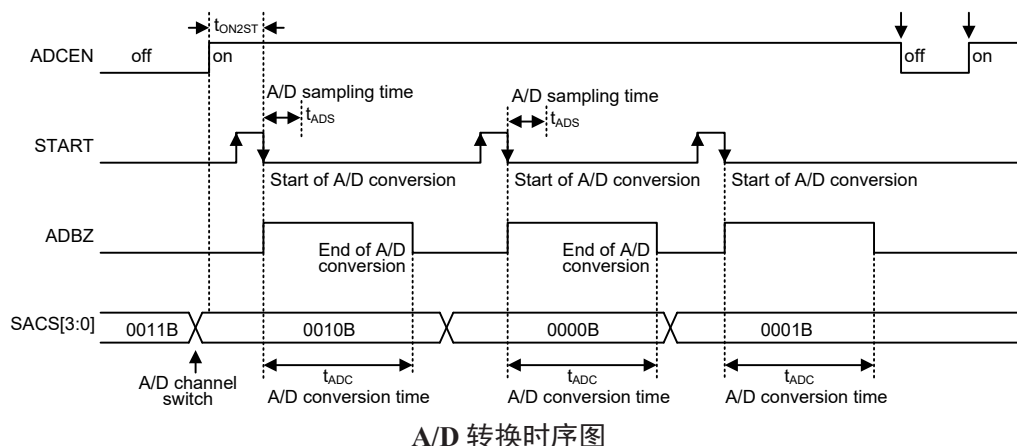 tON2ST
ADCEN
off
on
off
on
A/D sampling time
A/D sampling time
tADS
tADS
START
Start of A/D conversion
Start of A/D conversion
Start of A/D conversion
ADBZ
End of A/D
conversion
End of A/D
conversion
SACS[3:0]
0011B
0010B
0000B
0001B
A/D channel
switch
tADC
A/D conversion time
tADC
A/D conversion time
tADC
A/D conversion time
A/D 转换时序图